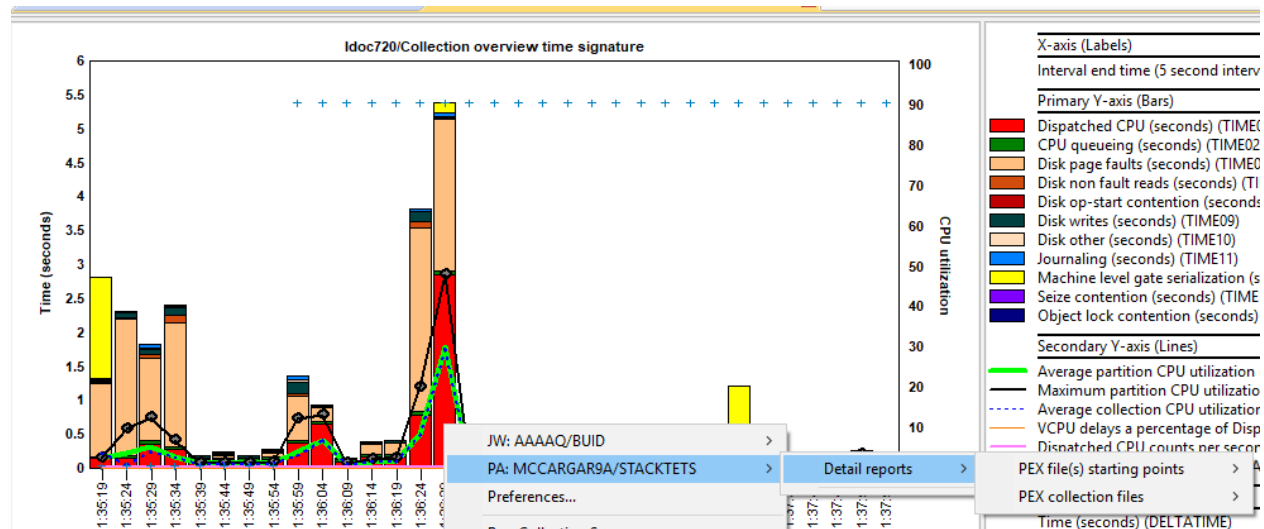 Idoc720/Collection overview time signature
6
5.5
5
4.5
4
3.5
3
2.5
2
1.5
1
0.5
0
Time (seconds)
100
90
80
70
60
50
40
30
20
10
CPU utilization
1:35:19
1:35:24
1:35:29
1:35:34
1:35:39
1:35:44
1:35:49
1:35:54
1:35:59
1:36:04
1:36:09
1:36:14
1:36:19
1:36:24
JW: AAAAQ/BUID
PA: MCCARGAR9A/STACKTETS
Preferences...
Detail reports
PEX file(s) starting points
PEX collection files
X-axis (Labels)
Interval end time (5 second interv
Primary Y-axis (Bars)
Dispatched CPU (seconds) (TIME0
CPU queueing (seconds) (TIME02
Disk page faults (seconds) (TIME0
Disk non fault reads (seconds) (TI
Disk op-start contention (seconds
Disk writes (seconds) (TIME09)
Disk other (seconds) (TIME10)
Journaling (seconds) (TIME11)
Machine level gate serialization (s
Seize contention (seconds) (TIME
Object lock contention (seconds)
Secondary Y-axis (Lines)
Average partition CPU utilization
Maximum partition CPU utilizatio
Average collection CPU utilization
VCPU delays a percentage of Disp
Dispatched CPU counts per secor
Time (seconds) (DELTATIME)